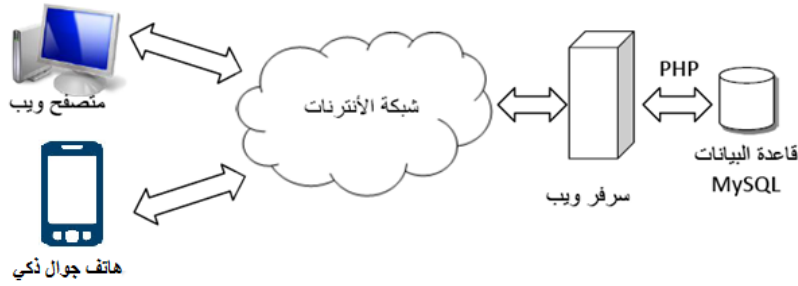 متصفح ويب
شبكة الأنترنات
PHP
قاعدة البيانات
MySQL
سرفر ويب
هاتف جوال ذكي